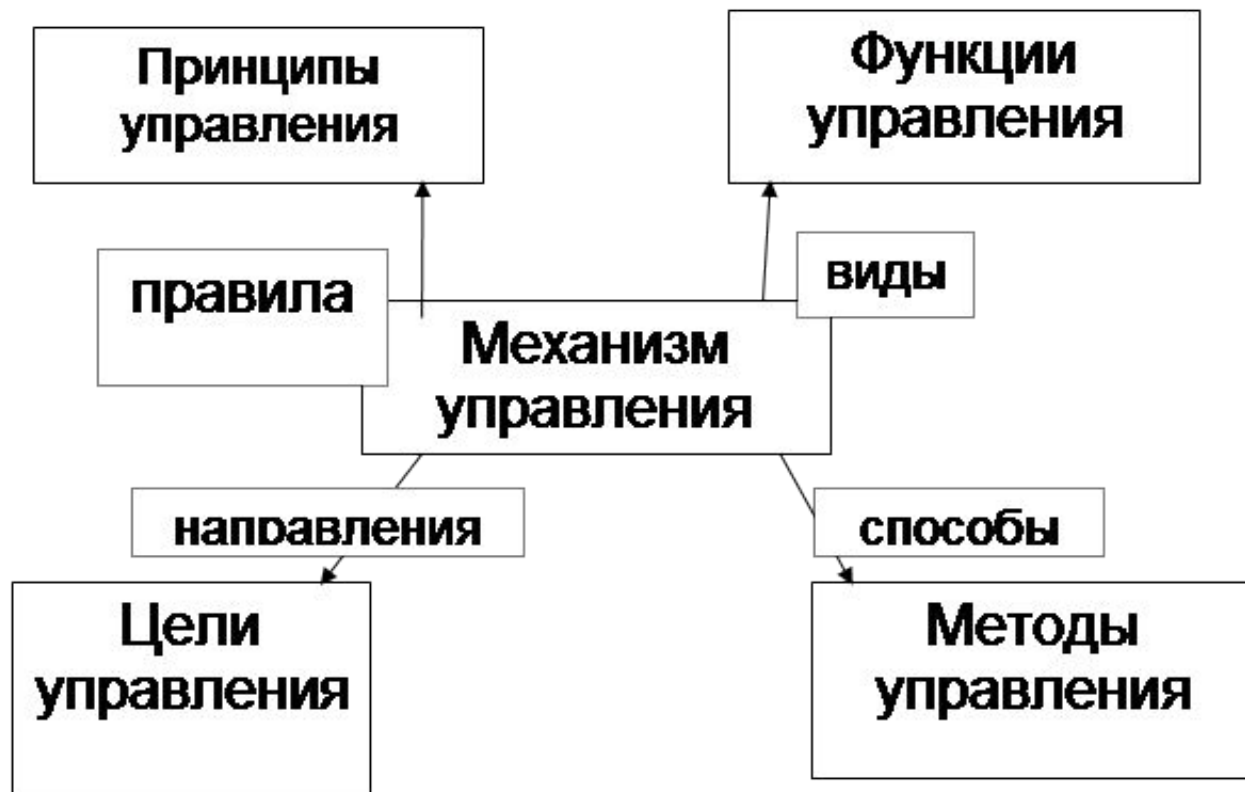 Принципы
управления
Функции
управления
правила
виды
Механизм
управления
направления
способы
Цели
управления
Методы
управления